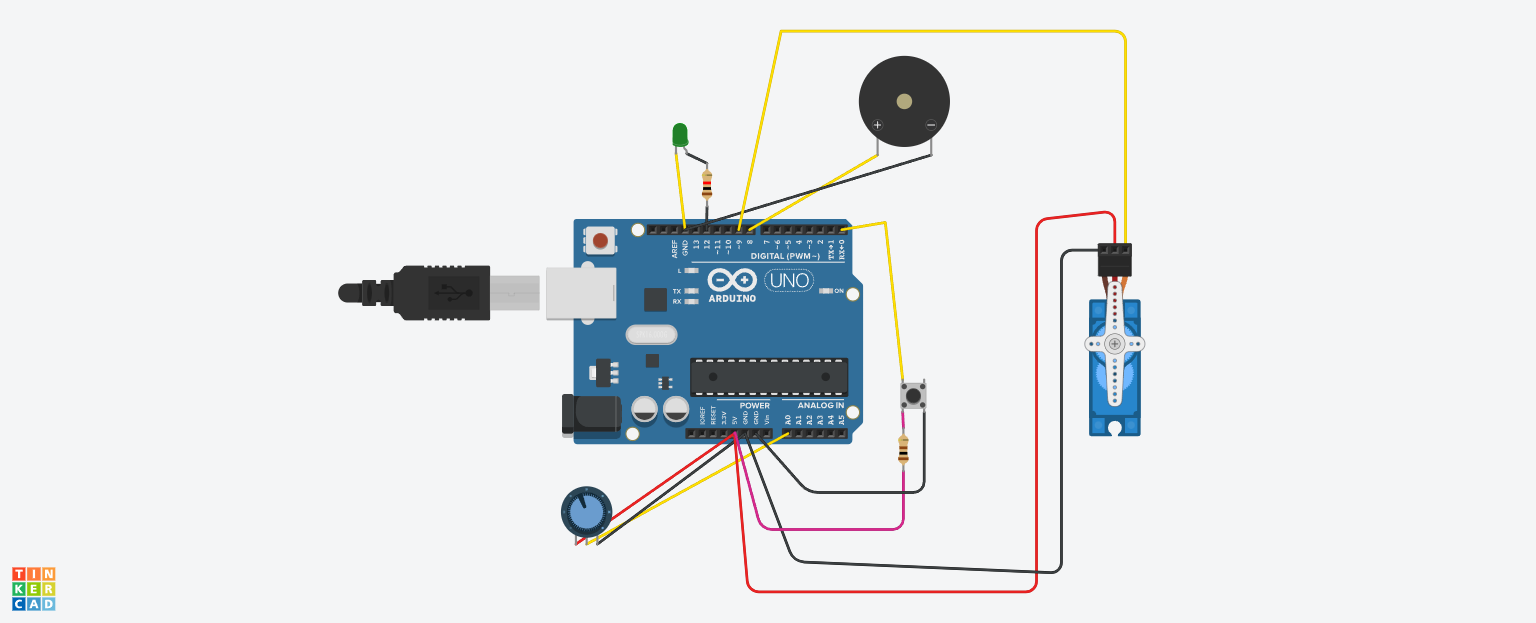 AREF
GND
13
12
~11
~10
~9
8
7
~6
~5
4
~3
2
TX→1
RX←0
DIGITAL (PWM~)
L
TX
RX
ARDUINO
UNO
ON
POWER
ANALOG IN
IOREF
RESET
3.3V
5V
GND
GND
Vin
A0
A1
A2
A3
A4
A5
TIN
KER
CAD